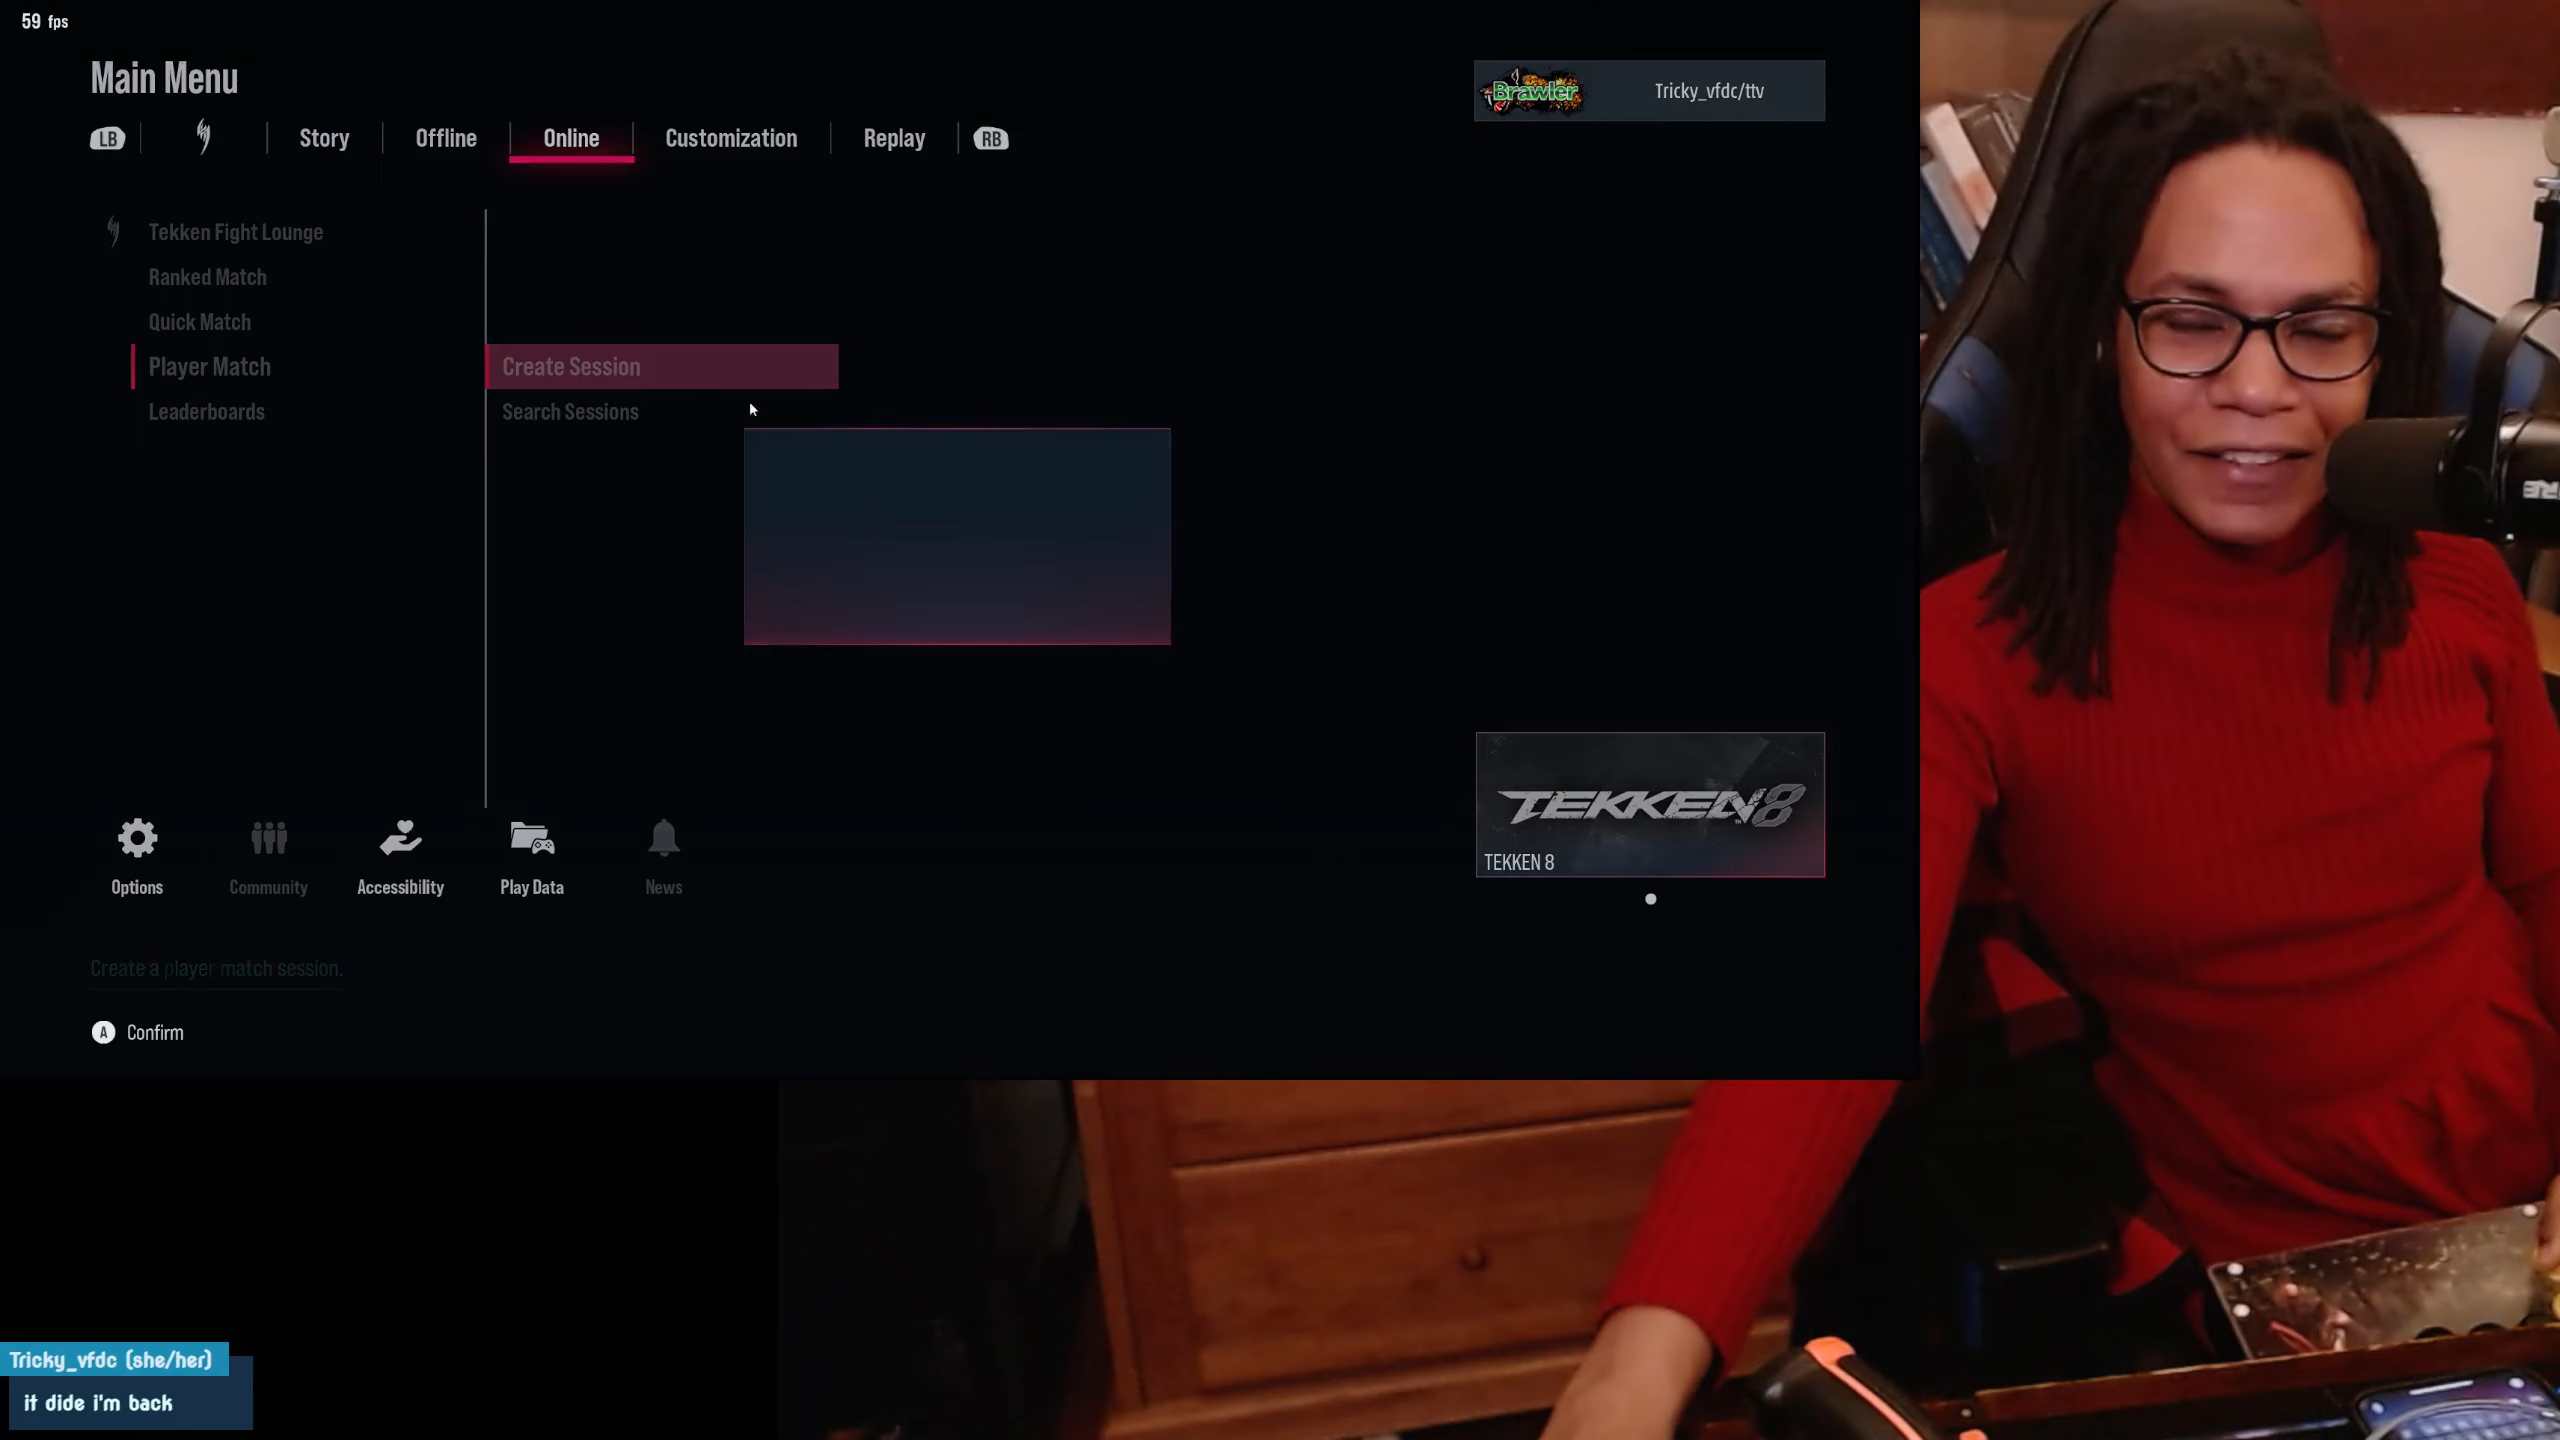 59 fps
Main Menu
Brawler
Tricky_vfdc/ttv
LB
Story
Offline
Online
Customization
Replay
RB
Tekken Fight Lounge
Ranked Match
Quick Match
Player Match
Leaderboards
Create Session
Search Sessions
TEKKEN 8
TEKKEN 8
Options
Community
Accessibility
Play Data
News
Create a player match session.
A Confirm
Tricky_vfdc (she/her)
it dide i'm back